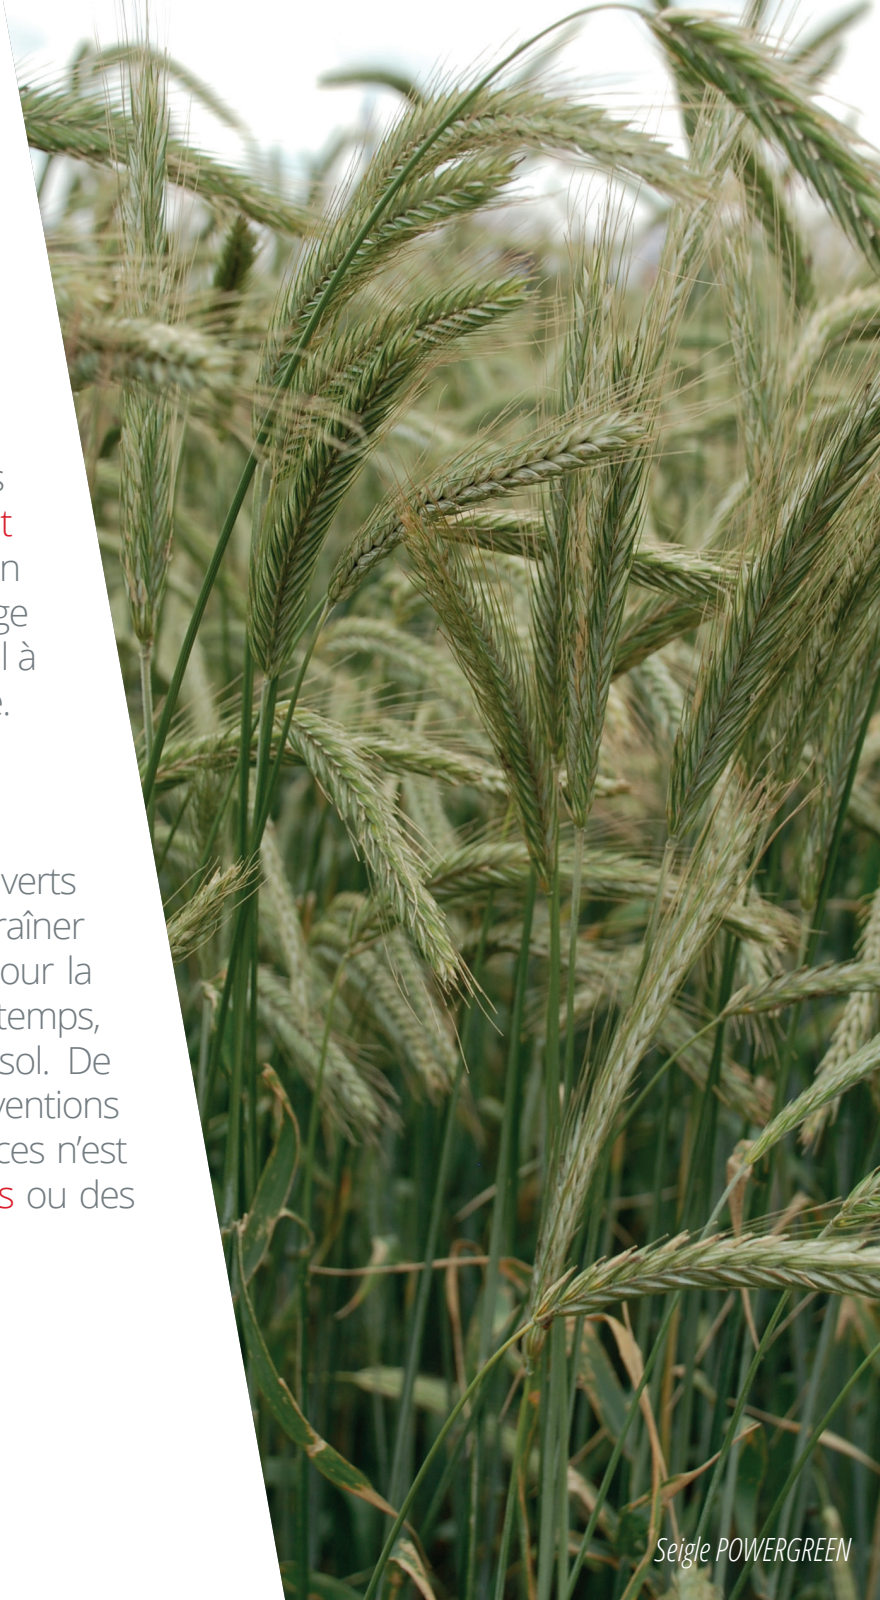 t
n
ge
l à
e.
verts
raîner
our la
temps,
sol. De
ventions
ces n’est
s ou des
Seigle POWERGREEN